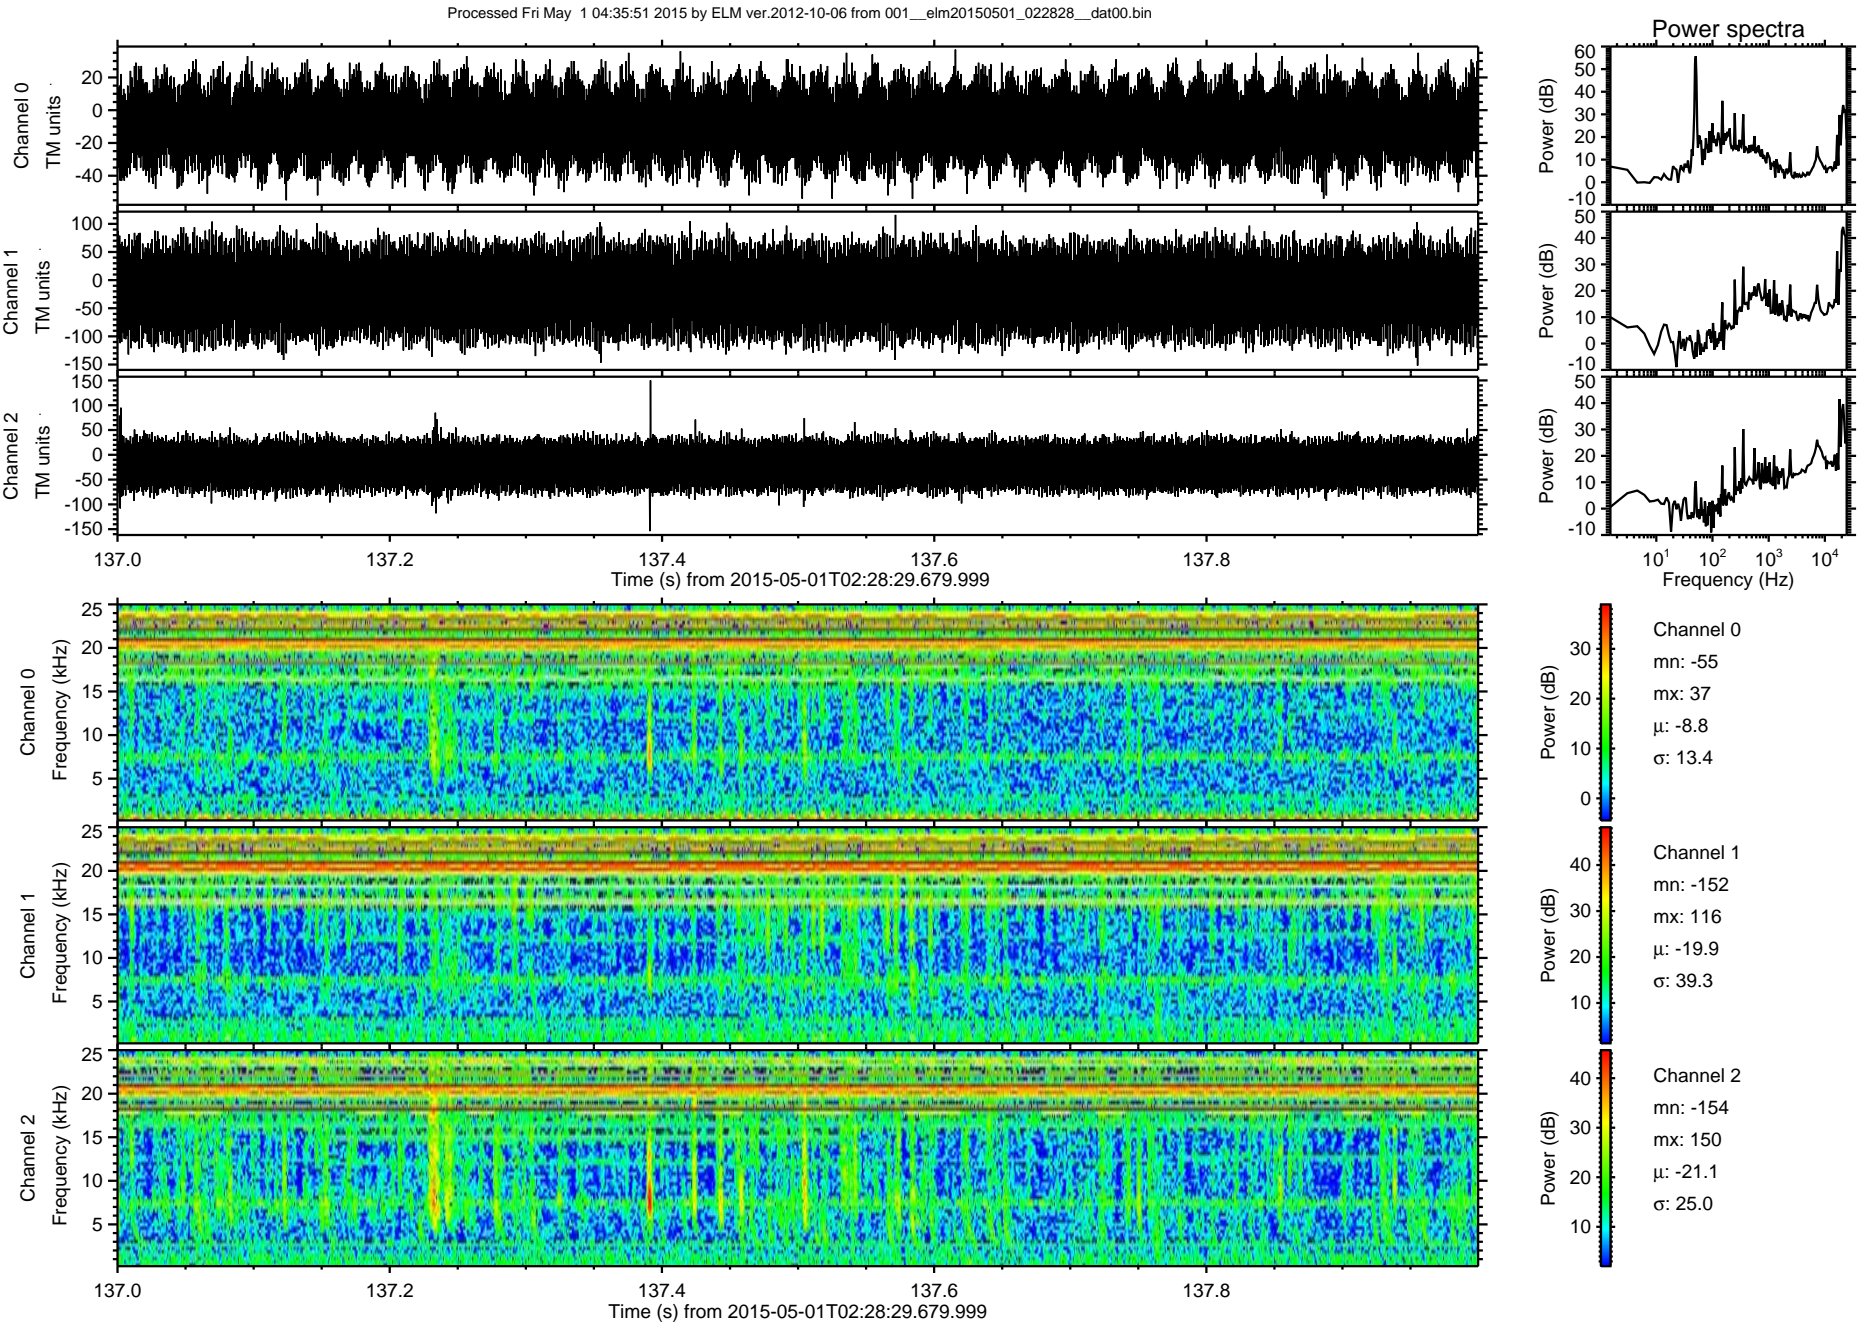 Processed Fri May  1 04:35:51 2015 by ELM ver.2012-10-06 from 001__elm20150501_022828__dat00.bin
Power spectra
Channel 0
TM units
20
0
-20
-40
Power (dB)
60
50
40
30
20
10
0
-10
Channel 1
TM units
100
50
0
-50
-100
-150
Power (dB)
50
40
30
20
10
0
-10
Channel 2
TM units
150
100
50
0
-50
-100
-150
Power (dB)
50
40
30
20
10
0
-10
137.0 137.2 137.4 137.6 137.8
Time (s) from 2015-05-01T02:28:29.679.999
10¹ 10² 10³ 10⁴
Frequency (Hz)
Channel 0
Frequency (kHz)
25
20
15
10
5
Power (dB)
30
20
10
0
Channel 0
mn: -55
mx: 37
μ: -8.8
σ: 13.4
Channel 1
Frequency (kHz)
25
20
15
10
5
Power (dB)
40
30
20
10
Channel 1
mn: -152
mx: 116
μ: -19.9
σ: 39.3
Channel 2
Frequency (kHz)
25
20
15
10
5
Power (dB)
40
30
20
10
Channel 2
mn: -154
mx: 150
μ: -21.1
σ: 25.0
137.0 137.2 137.4 137.6 137.8
Time (s) from 2015-05-01T02:28:29.679.999